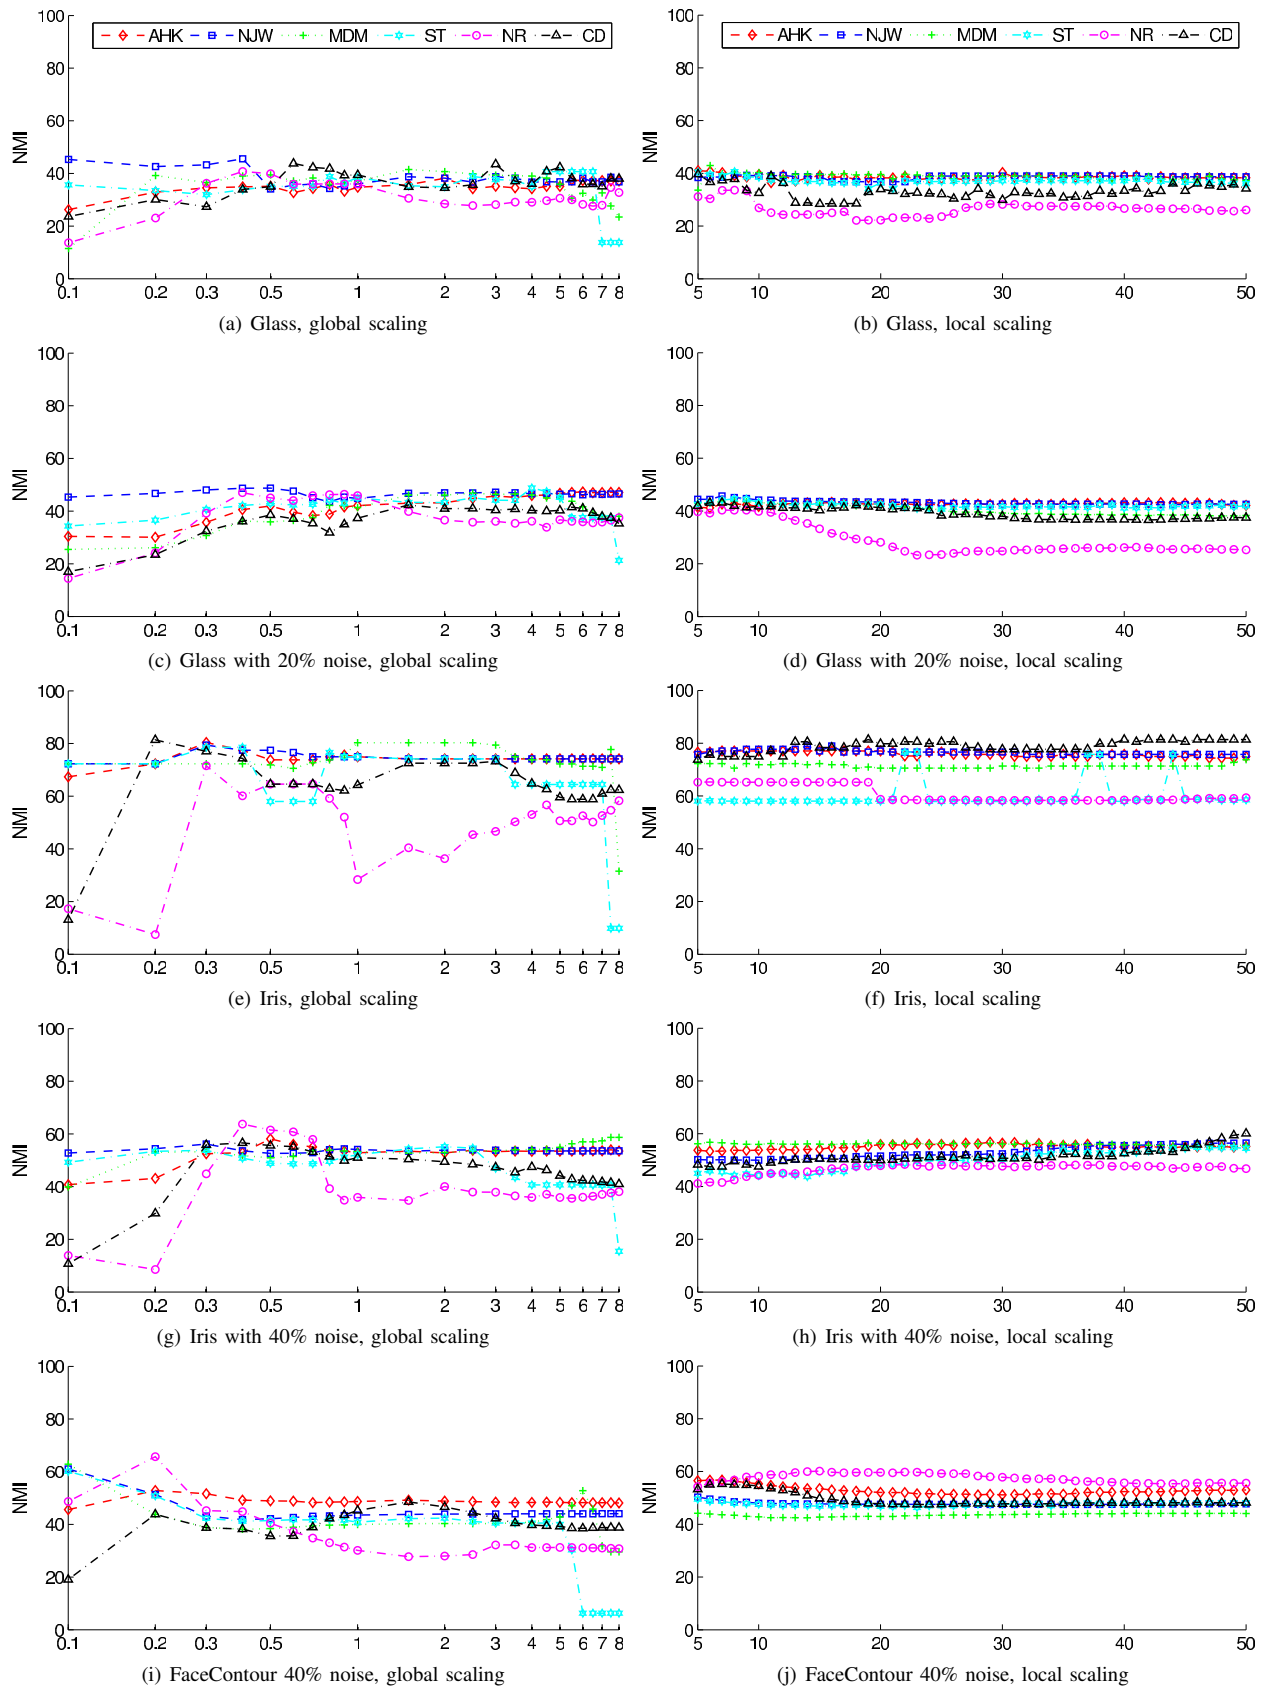 100
80
60
40
20
0
NMI
AHK NJW MDM ST NR CD
0.1 0.2 0.3 0.5 1 2 3 4 5 6 7 8
(a) Glass, global scaling
100
80
60
40
20
0
NMI
AHK NJW MDM ST NR CD
5 10 20 30 40 50
(b) Glass, local scaling
100
80
60
40
20
0
NMI
0.1 0.2 0.3 0.5 1 2 3 4 5 6 7 8
(c) Glass with 20% noise, global scaling
100
80
60
40
20
0
NMI
5 10 20 30 40 50
(d) Glass with 20% noise, local scaling
100
80
60
40
20
0
NMI
0.1 0.2 0.3 0.5 1 2 3 4 5 6 7 8
(e) Iris, global scaling
100
80
60
40
20
0
NMI
5 10 20 30 40 50
(f) Iris, local scaling
100
80
60
40
20
0
NMI
0.1 0.2 0.3 0.5 1 2 3 4 5 6 7 8
(g) Iris with 40% noise, global scaling
100
80
60
40
20
0
NMI
5 10 20 30 40 50
(h) Iris with 40% noise, local scaling
100
80
60
40
20
0
NMI
0.1 0.2 0.3 0.5 1 2 3 4 5 6 7 8
(i) FaceContour 40% noise, global scaling
100
80
60
40
20
0
NMI
5 10 20 30 40 50
(j) FaceContour 40% noise, local scaling